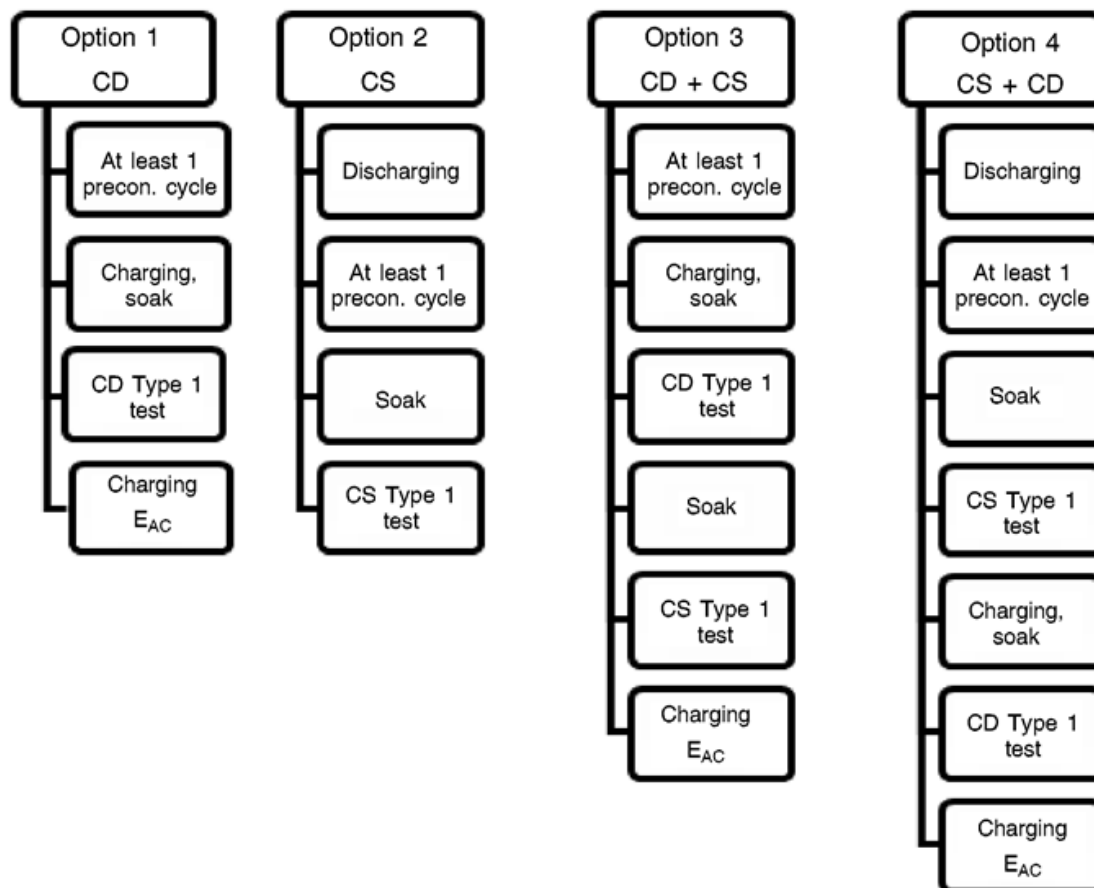 Option 1
CD
At least 1
precon. cycle
Charging,
soak
CD Type 1
test
Charging
EAC
Option 2
CS
Discharging
At least 1
precon. cycle
Soak
CS Type 1
test
Option 3
CD + CS
At least 1
precon. cycle
Charging,
soak
CD Type 1
test
Soak
CS Type 1
test
Charging
EAC
Option 4
CS + CD
Discharging
At least 1
precon. cycle
Soak
CS Type 1
test
Charging,
soak
CD Type 1
test
Charging
EAC